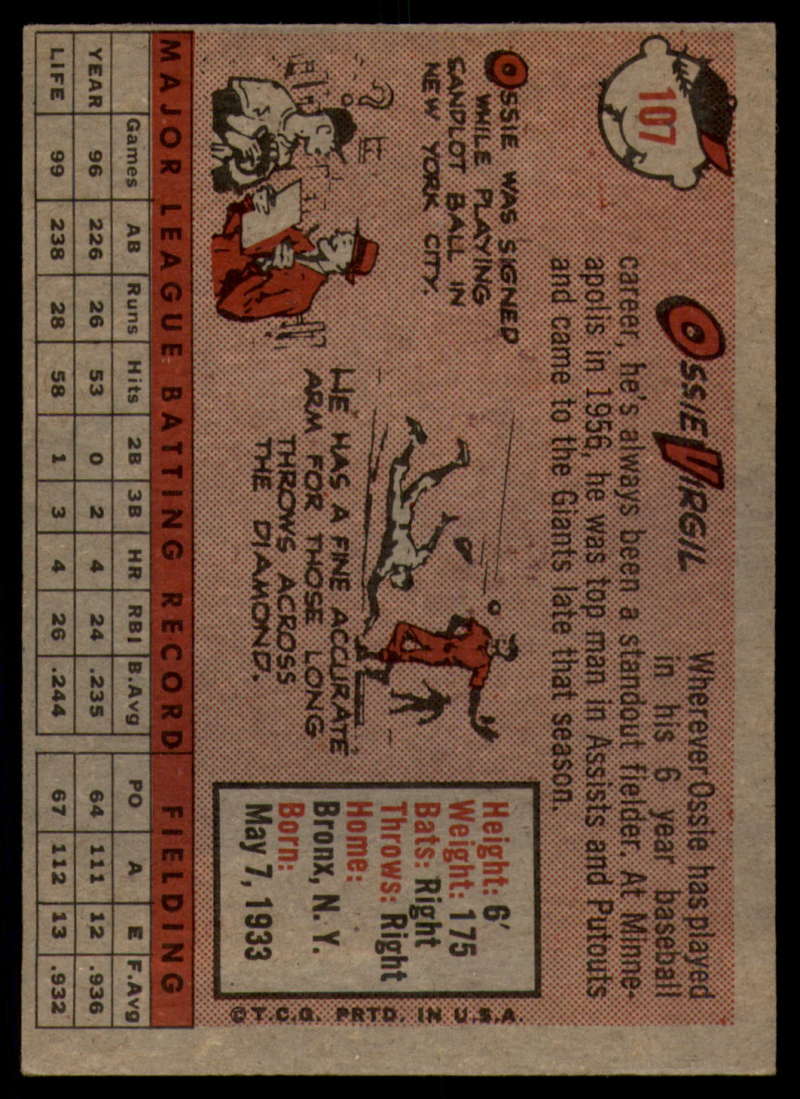 107
OSSIE VIRGIL
Wherever Ossie has played
in his 6 year baseball
career, he's always been a standout fielder. At Minne-
apolis in 1956, he was top man in Assists and Putouts
and came to the Giants late that season.
OSSIE WAS SIGNED
WHILE PLAYING
SANDLOT BALL IN
NEW YORK CITY.
?
HE HAS A FINE ACCURATE
ARM FOR THOSE LONG
THROWS ACROSS
THE DIAMOND.
Height: 6'
Weight: 175
Bats: Right
Throws: Right
Home:
Bronx, N. Y.
Born:
May 7, 1933
© T.C.G. PRTD. IN U.S.A.
MAJOR LEAGUE BATTING RECORD FIELDING
Games AB Runs Hits 2B 3B HR RBI B.Avg PO A E F.Avg
YEAR 96 226 26 53 0 2 4 24 .235 64 111 12 .936
LIFE 99 238 28 58 1 3 4 26 .244 67 112 13 .932